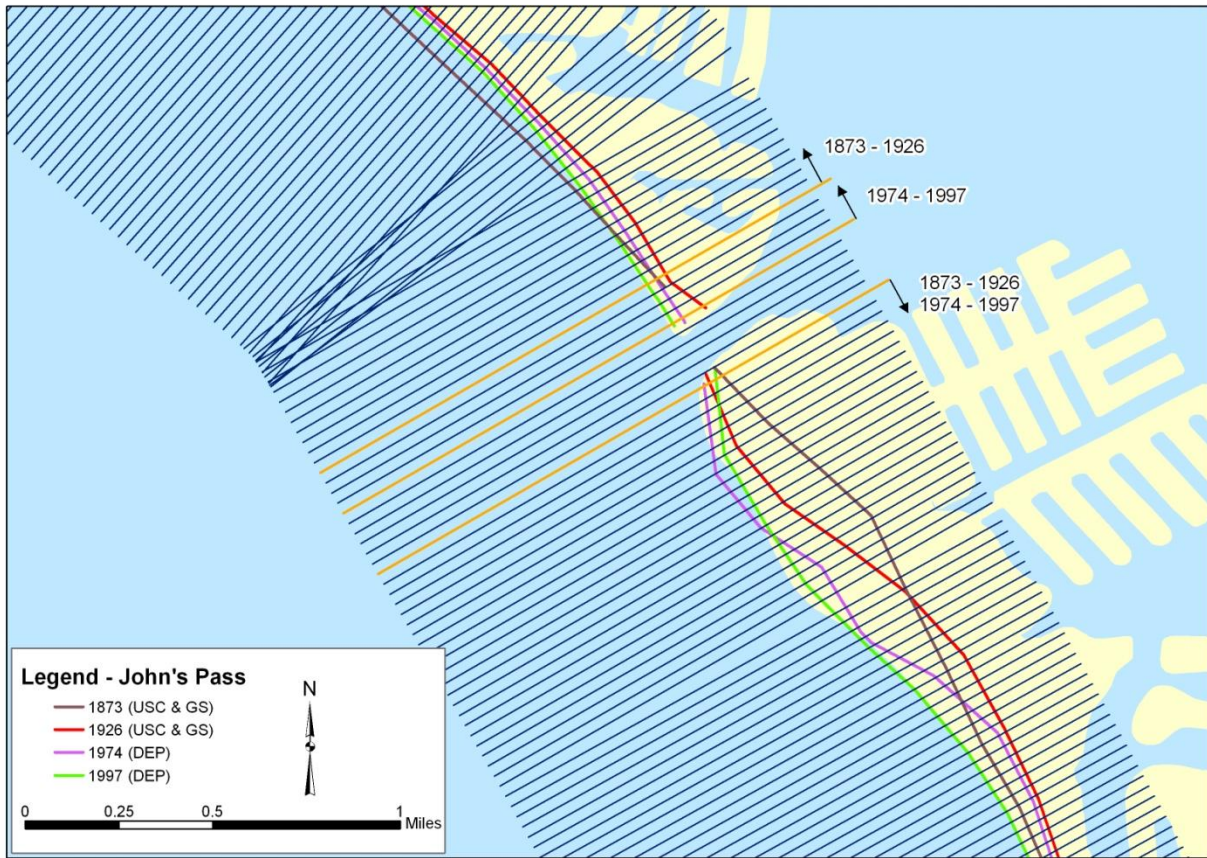 1873 - 1926
1974 - 1997
1873 - 1926
1974 - 1997
Legend - John's Pass
N
1873 (USC & GS)
1926 (USC & GS)
1974 (DEP)
1997 (DEP)
0 0.25 0.5 1
Miles